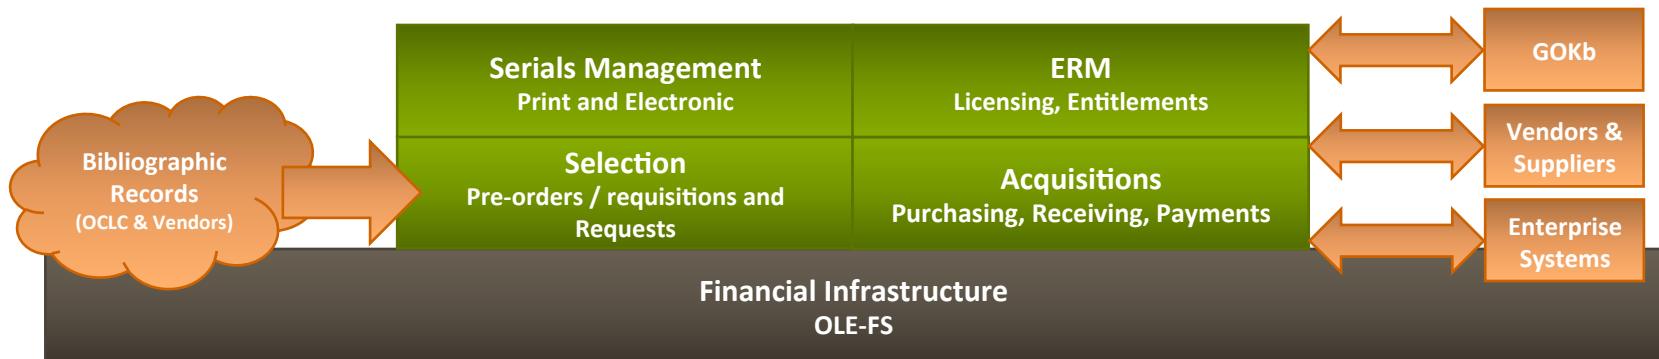 Bibliographic
Records
(OCLC & Vendors)
Serials Management
Print and Electronic
ERM
Licensing, Entitlements
Selection
Pre-orders / requisitions and
Requests
Acquisitions
Purchasing, Receiving, Payments
GOKb
Vendors &
Suppliers
Enterprise
Systems
Financial Infrastructure
OLE-FS